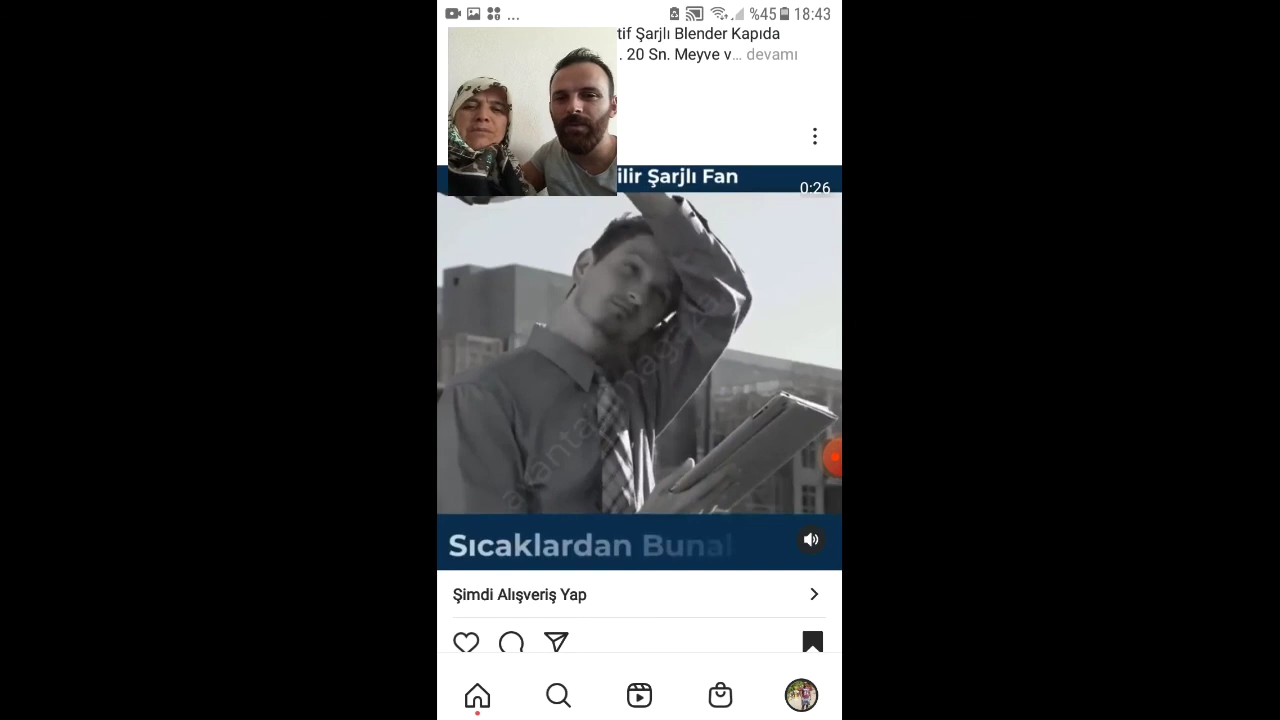 ... %45 18:43
tif Şarjlı Blender Kapıda
. 20 Sn. Meyve v... devamı
ilir Şarjlı Fan
0:26
Sıcaklardan Bunal
Şimdi Alışveriş Yap